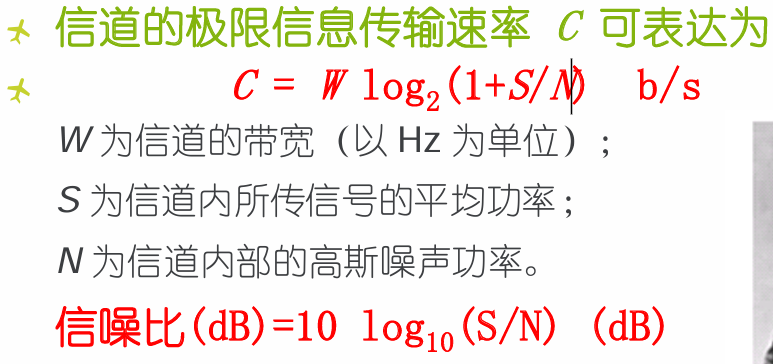 信道的极限信息传输速率 C 可表达为
C = W log₂(1+S/N) b/s
W 为信道的带宽（以 Hz 为单位）；
S 为信道内所传信号的平均功率；
N 为信道内部的高斯噪声功率。
信噪比(dB)=10 log₁₀(S/N) (dB)